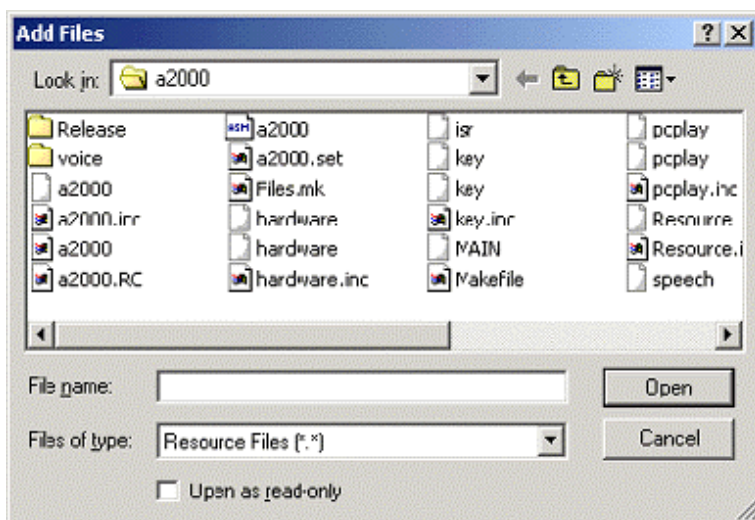 Add Files
Look in: a2000
Release
voice
a2000
a2000.inc
a2000
a2000.RC
ASM a2000
a2000.set
Files.mk
hardware
hardware
hardware.inc
isr
key
key
key.inc
MAIN
Makefile
pcplay
pcplay
pcplay.inc
Resource
Resource.i
speech
File name:
Open
Files of type: Resource Files (*.*)
Cancel
Open as read-only